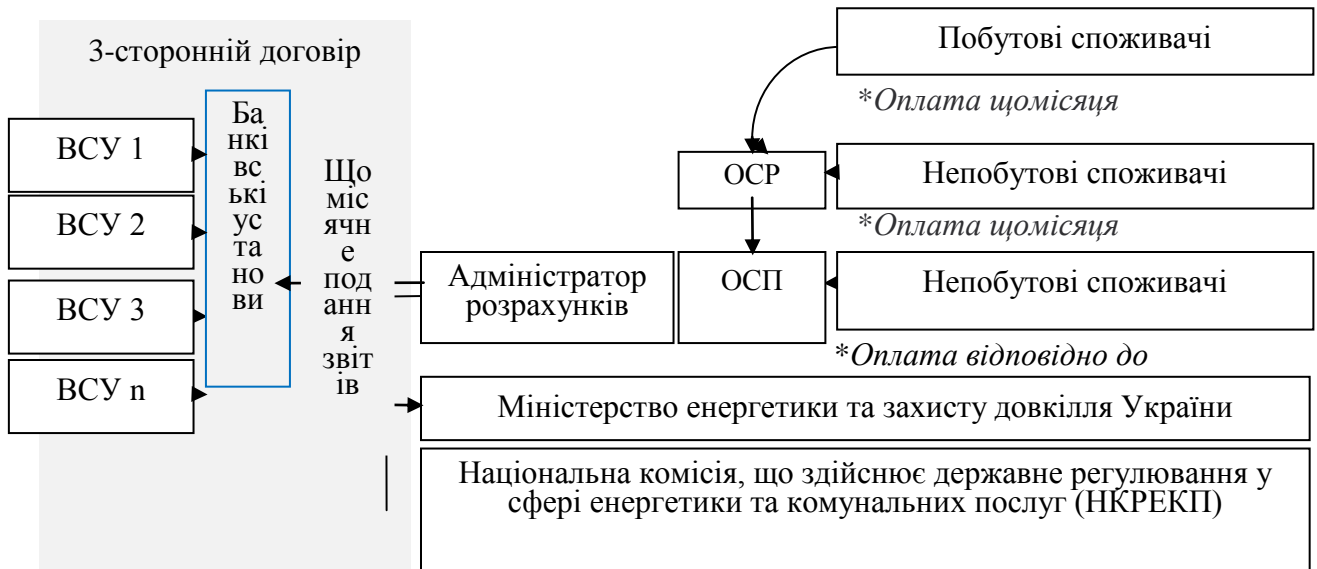 3-сторонній договір
ВСУ 1
ВСУ 2
ВСУ 3
ВСУ n
Ба
нкі
вс
ькі
ус
та
но
ви
Що
міс
ячн
е
под
анн
я
звіт
ів
Побутові споживачі
*Оплата щомісяця
ОСР
Непобутові споживачі
*Оплата щомісяця
Адміністратор
розрахунків
ОСП
Непобутові споживачі
*Оплата відповідно до
Міністерство енергетики та захисту довкілля України
Національна комісія, що здійснює державне регулювання у
сфері енергетики та комунальних послуг (НКРЕКП)